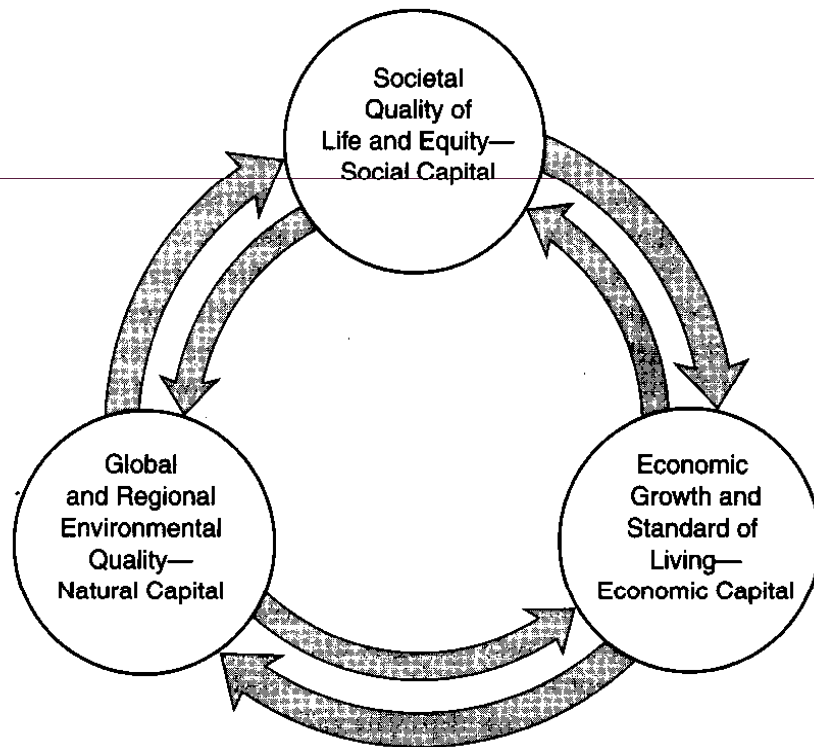 Societal
Quality of
Life and Equity—
Social Capital
Global
and Regional
Environmental
Quality—
Natural Capital
Economic
Growth and
Standard of
Living—
Economic Capital